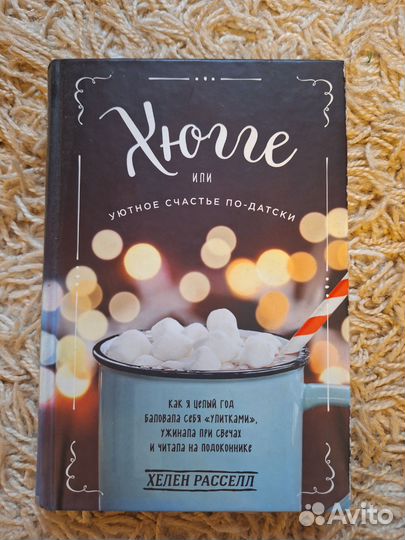 Хюгге
или
уютное счастье по-датски
как я целый год
баловала себя «улитками»,
ужинала при свечах
и читала на подоконнике
Хелен Расселл
Avito